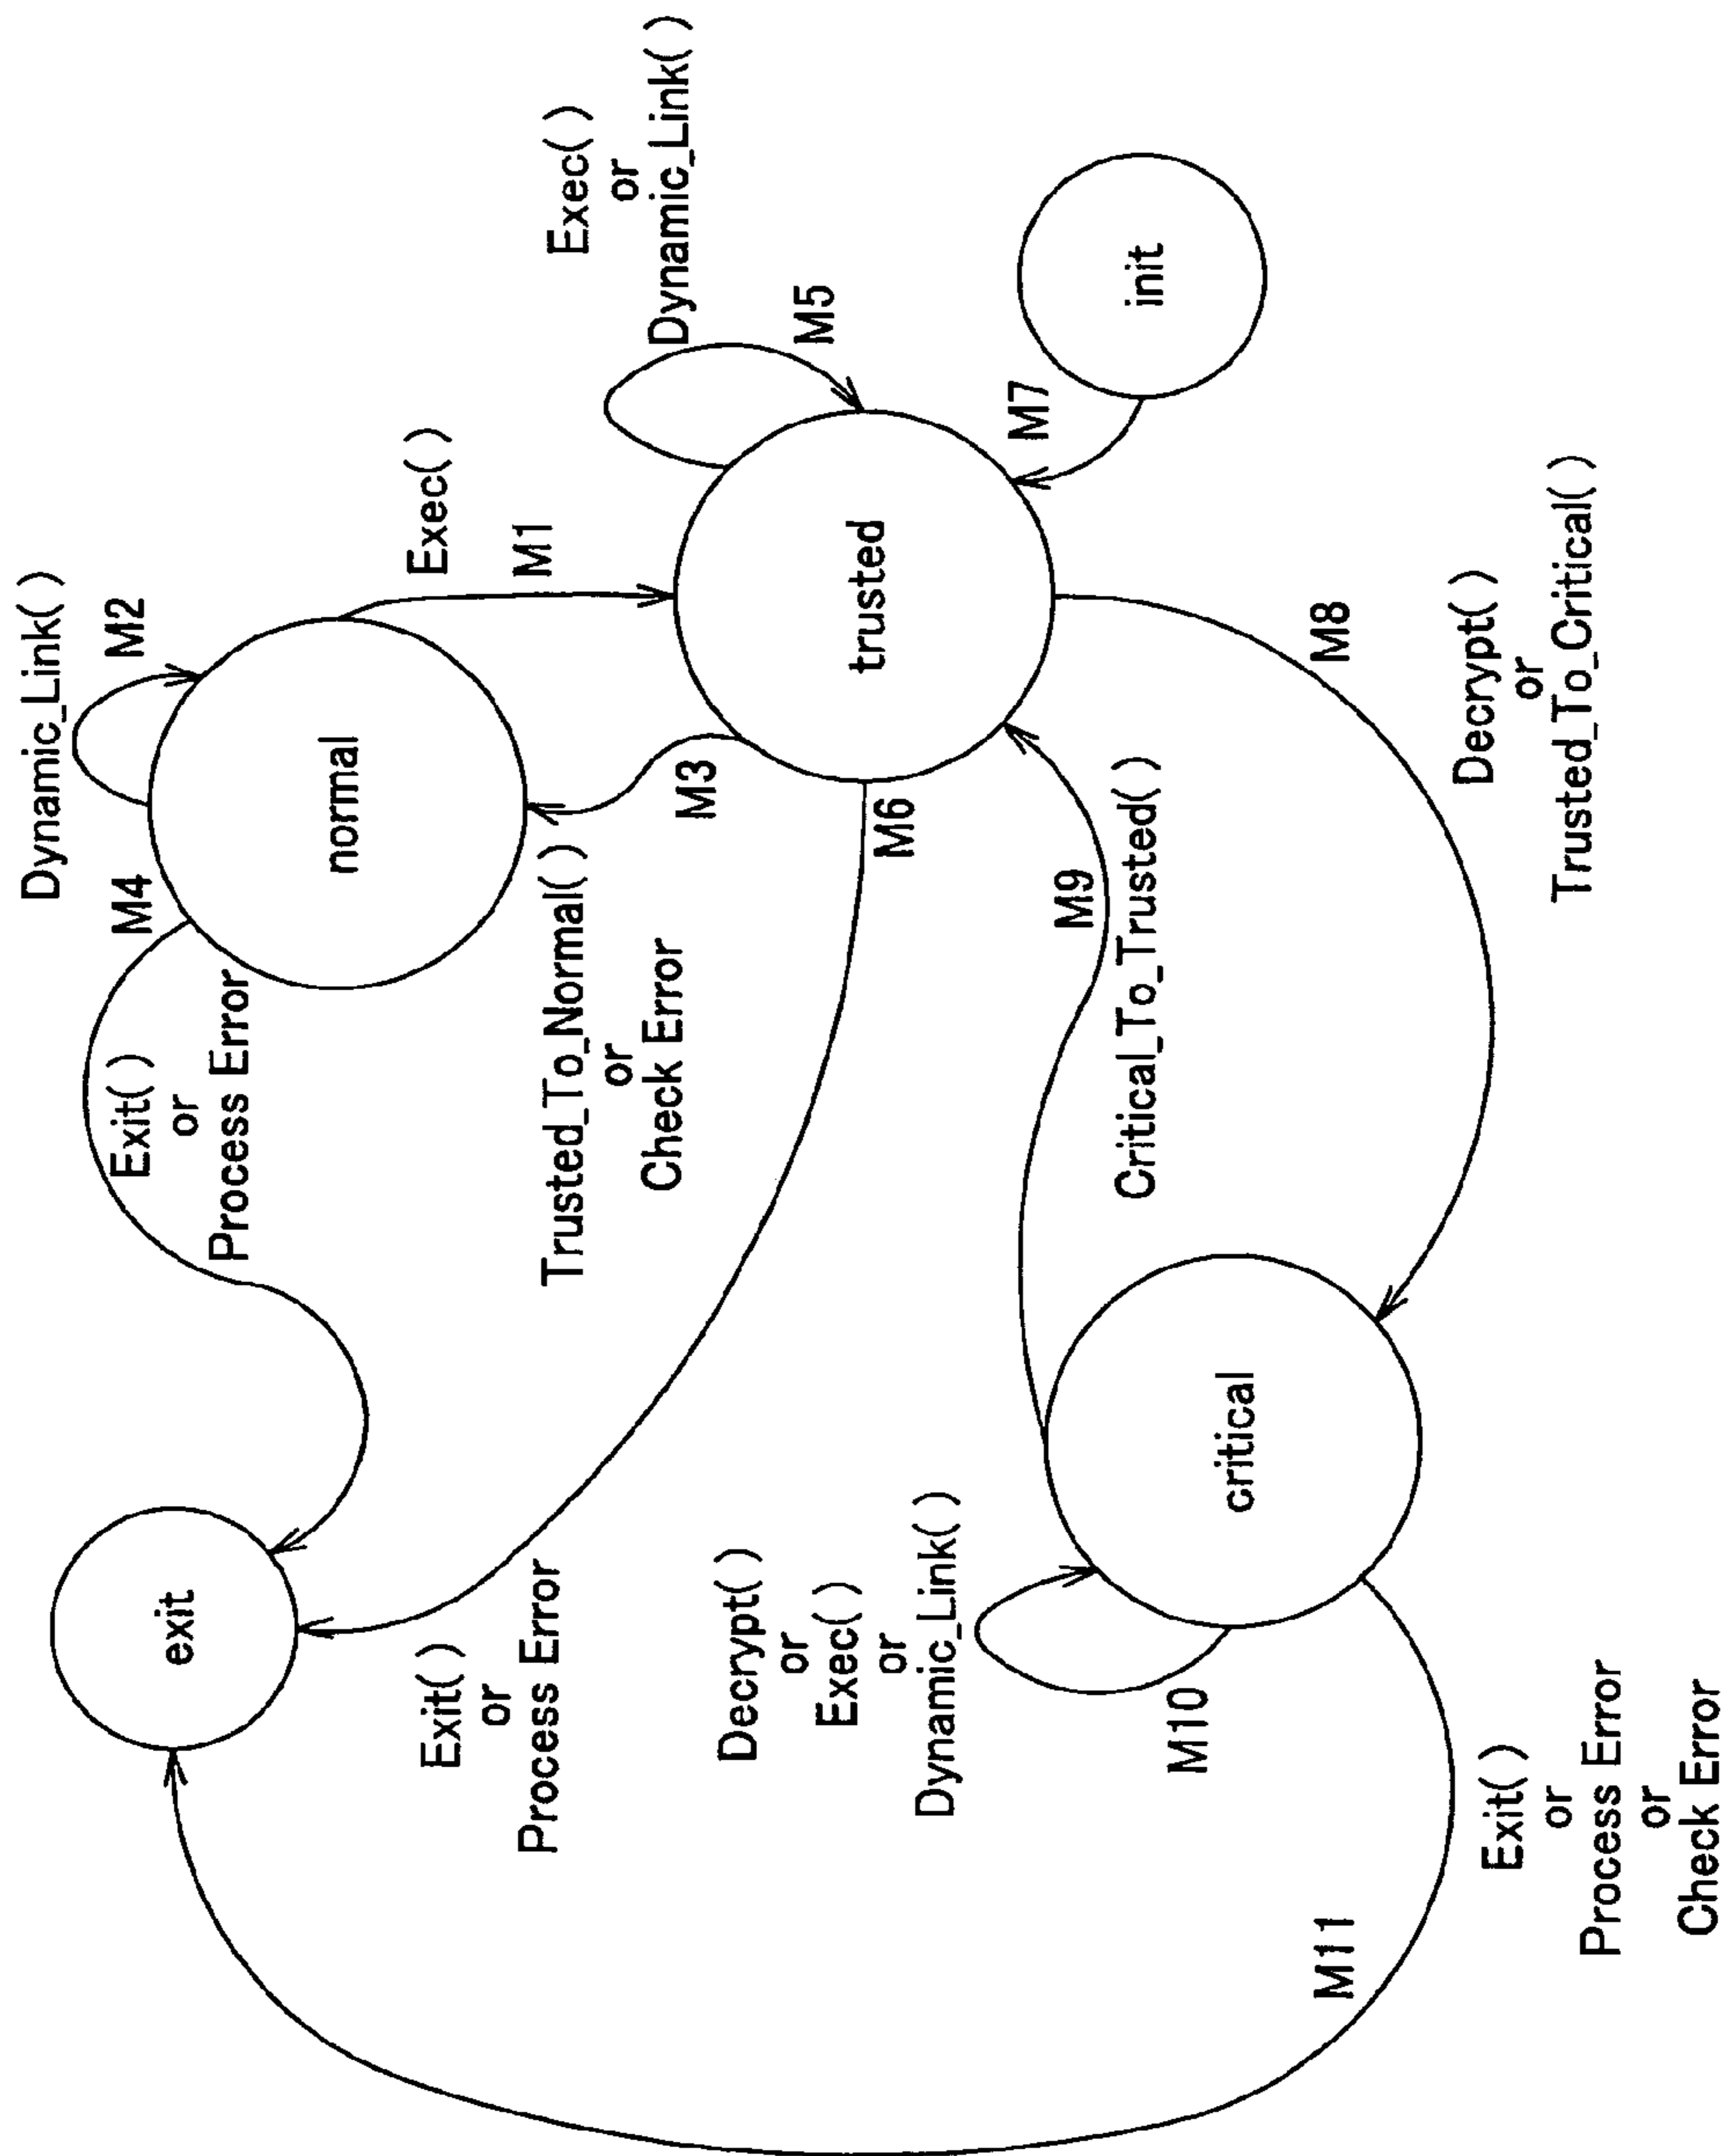 Dynamic_Link()
M2
M4
normal
Exit()
or
Process Error
Exec()
M1
Exec()
or
Dynamic_Link()
M5
M3
Trusted_To_Normal()
or
Check Error
trusted
M7
init
M6
exit
Exit()
or
Process Error
M9
Critical_To_Trusted()
M8
Decrypt()
or
Trusted_To_Critical()
Decrypt()
or
Exec()
or
Dynamic_Link()
M10
critical
M11
Exit()
or
Process Error
or
Check Error